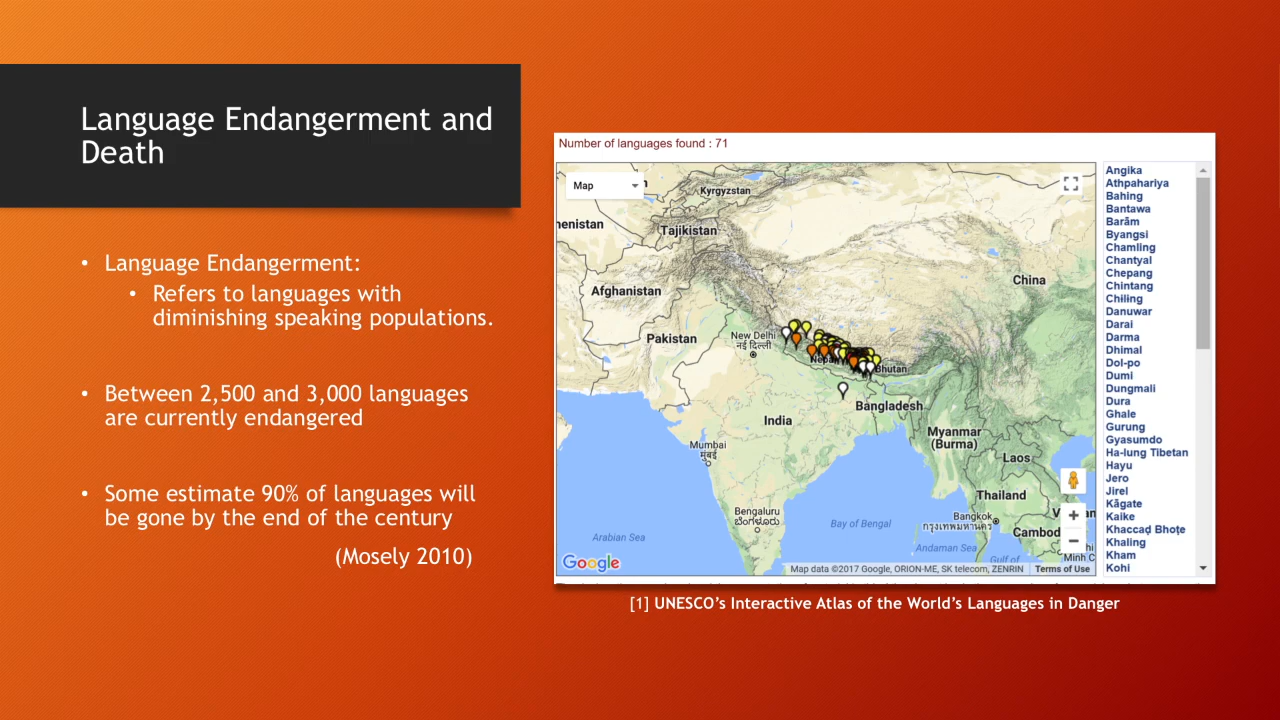 Language Endangerment and
Death
• Language Endangerment:
• Refers to languages with
diminishing speaking populations.
• Between 2,500 and 3,000 languages
are currently endangered
• Some estimate 90% of languages will
be gone by the end of the century
(Mosely 2010)
Number of languages found : 71
Map
Kyrgyzstan
Tajikistan
Afghanistan
China
Pakistan
New Delhi
नई दिल्ली
Nepal
Bhutan
Bangladesh
India
Myanmar
(Burma)
Mumbai
मुंबई
Laos
Thailand
Bengaluru
ಬೆಂಗಳೂರು
Bay of Bengal
Bangkok
กรุงเทพมหานคร
Arabian Sea
Andaman Sea
Gulf of
Google
Map data ©2017 Google, ORION-ME, SK telecom, ZENRIN
Terms of Use
Angika
Athpahariya
Bahing
Bantawa
Barãm
Byangsi
Chamling
Chantyal
Chepang
Chintang
Chiling
Danuwar
Darai
Darma
Dhimal
Dol-po
Dumi
Dungmali
Dura
Ghale
Gurung
Gyasumdo
Ha-lung Tibetan
Hayu
Jero
Jirel
Kãgate
Kaike
Khaccaḍ Bhoṭe
Khaling
Kham
Kohi
[1] UNESCO’s Interactive Atlas of the World’s Languages in Danger